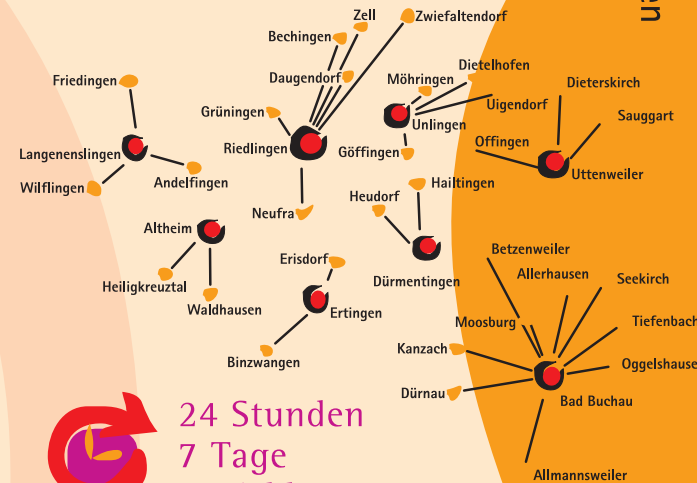 en
Zell
Zwiefaltendorf
Bechingen
Dietelhofen
Friedingen
Daugendorf
Möhringen
Dieterskirch
Uigendorf
Grüningen
Unlingen
Sauggart
Langenenslingen
Riedlingen
Göffingen
Offingen
Uttenweiler
Wilflingen
Andelfingen
Hailtingen
Heudorf
Neufra
Altheim
Betzenweiler
Erisdorf
Allerhausen
Seekirch
Heiligkreuztal
Dürmentingen
Waldhausen
Ertingen
Moosburg
Tiefenbach
Kanzach
Binzwangen
Oggelshause
Dürnau
Bad Buchau
24 Stunden
7 Tage
Allmannsweiler